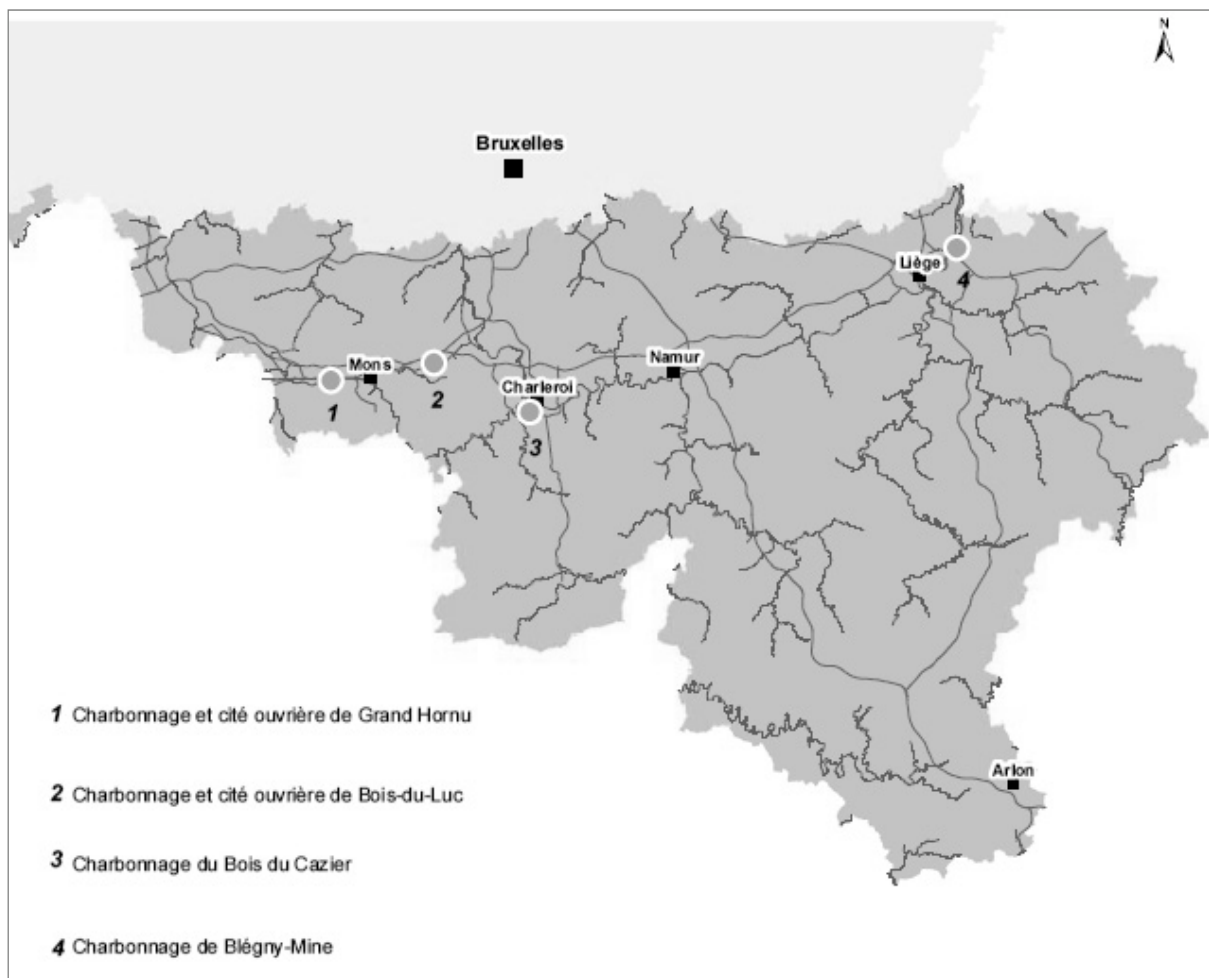 N
Bruxelles
Liège
4
Mons
Namur
2
Charleroi
1
3
Arlon
1 Charbonnage et cité ouvrière de Grand Hornu
2 Charbonnage et cité ouvrière de Bois-du-Luc
3 Charbonnage du Bois du Cazier
4 Charbonnage de Blégny-Mine